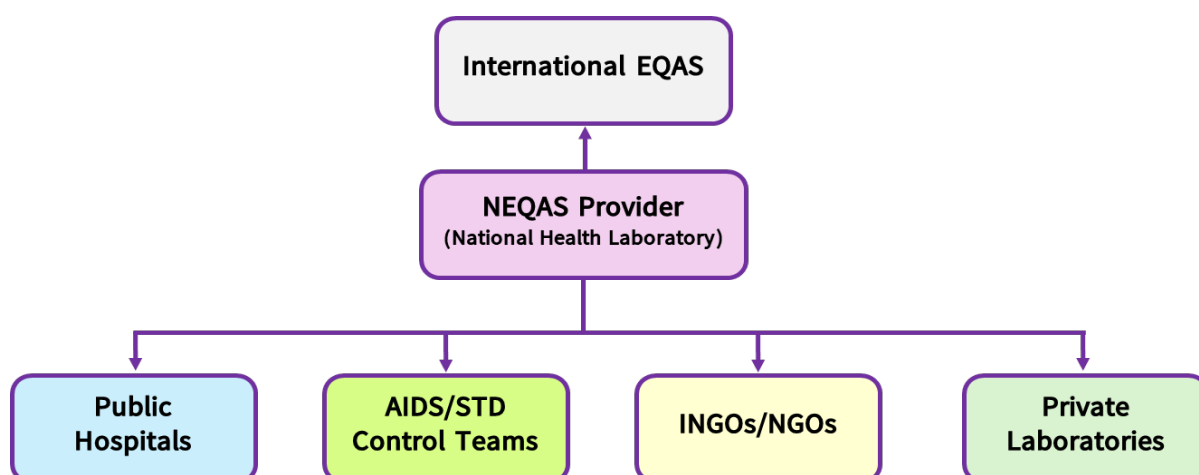 International EQAS
NEQAS Provider
(National Health Laboratory)
Public
Hospitals
AIDS/STD
Control Teams
INGOs/NGOs
Private
Laboratories